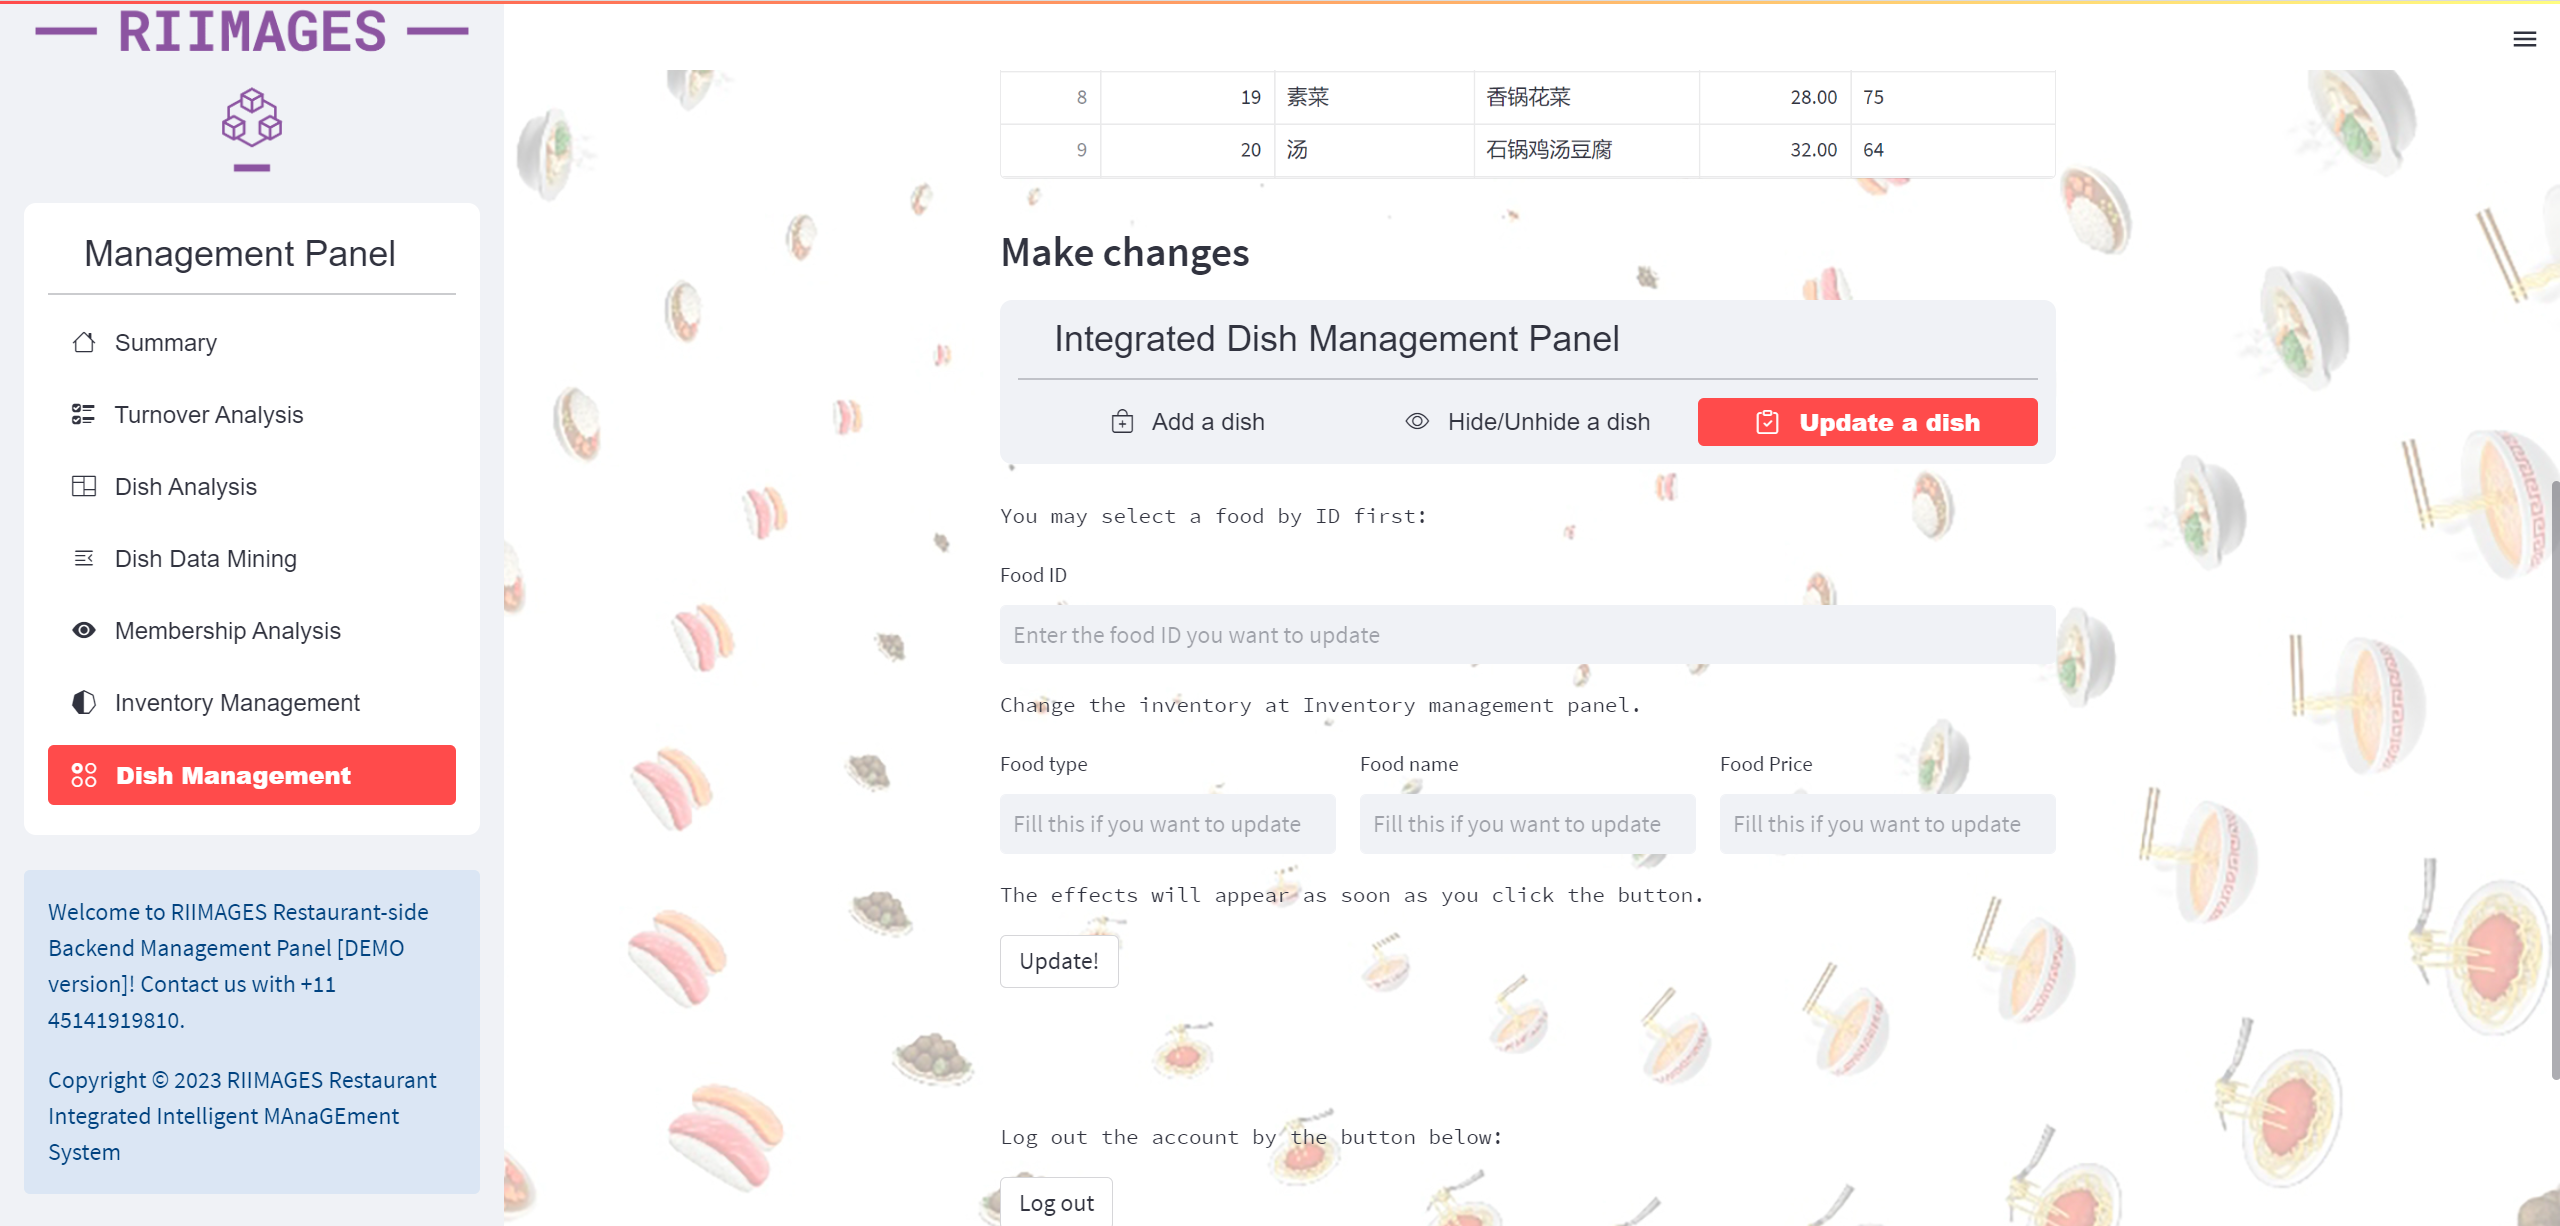 RIIMAGES
Management Panel
Summary
Turnover Analysis
Dish Analysis
Dish Data Mining
Membership Analysis
Inventory Management
Dish Management
Welcome to RIIMAGES Restaurant-side
Backend Management Panel [DEMO
version]! Contact us with +11
45141919810.
Copyright © 2023 RIIMAGES Restaurant
Integrated Intelligent MAnaGEment
System
8 19 素菜 香锅花菜 28.00 75
9 20 汤 石锅鸡汤豆腐 32.00 64
Make changes
Integrated Dish Management Panel
Add a dish Hide/Unhide a dish Update a dish
You may select a food by ID first:
Food ID
Enter the food ID you want to update
Change the inventory at Inventory management panel.
Food type Food name Food Price
Fill this if you want to update Fill this if you want to update Fill this if you want to update
The effects will appear as soon as you click the button.
Update!
Log out the account by the button below:
Log out